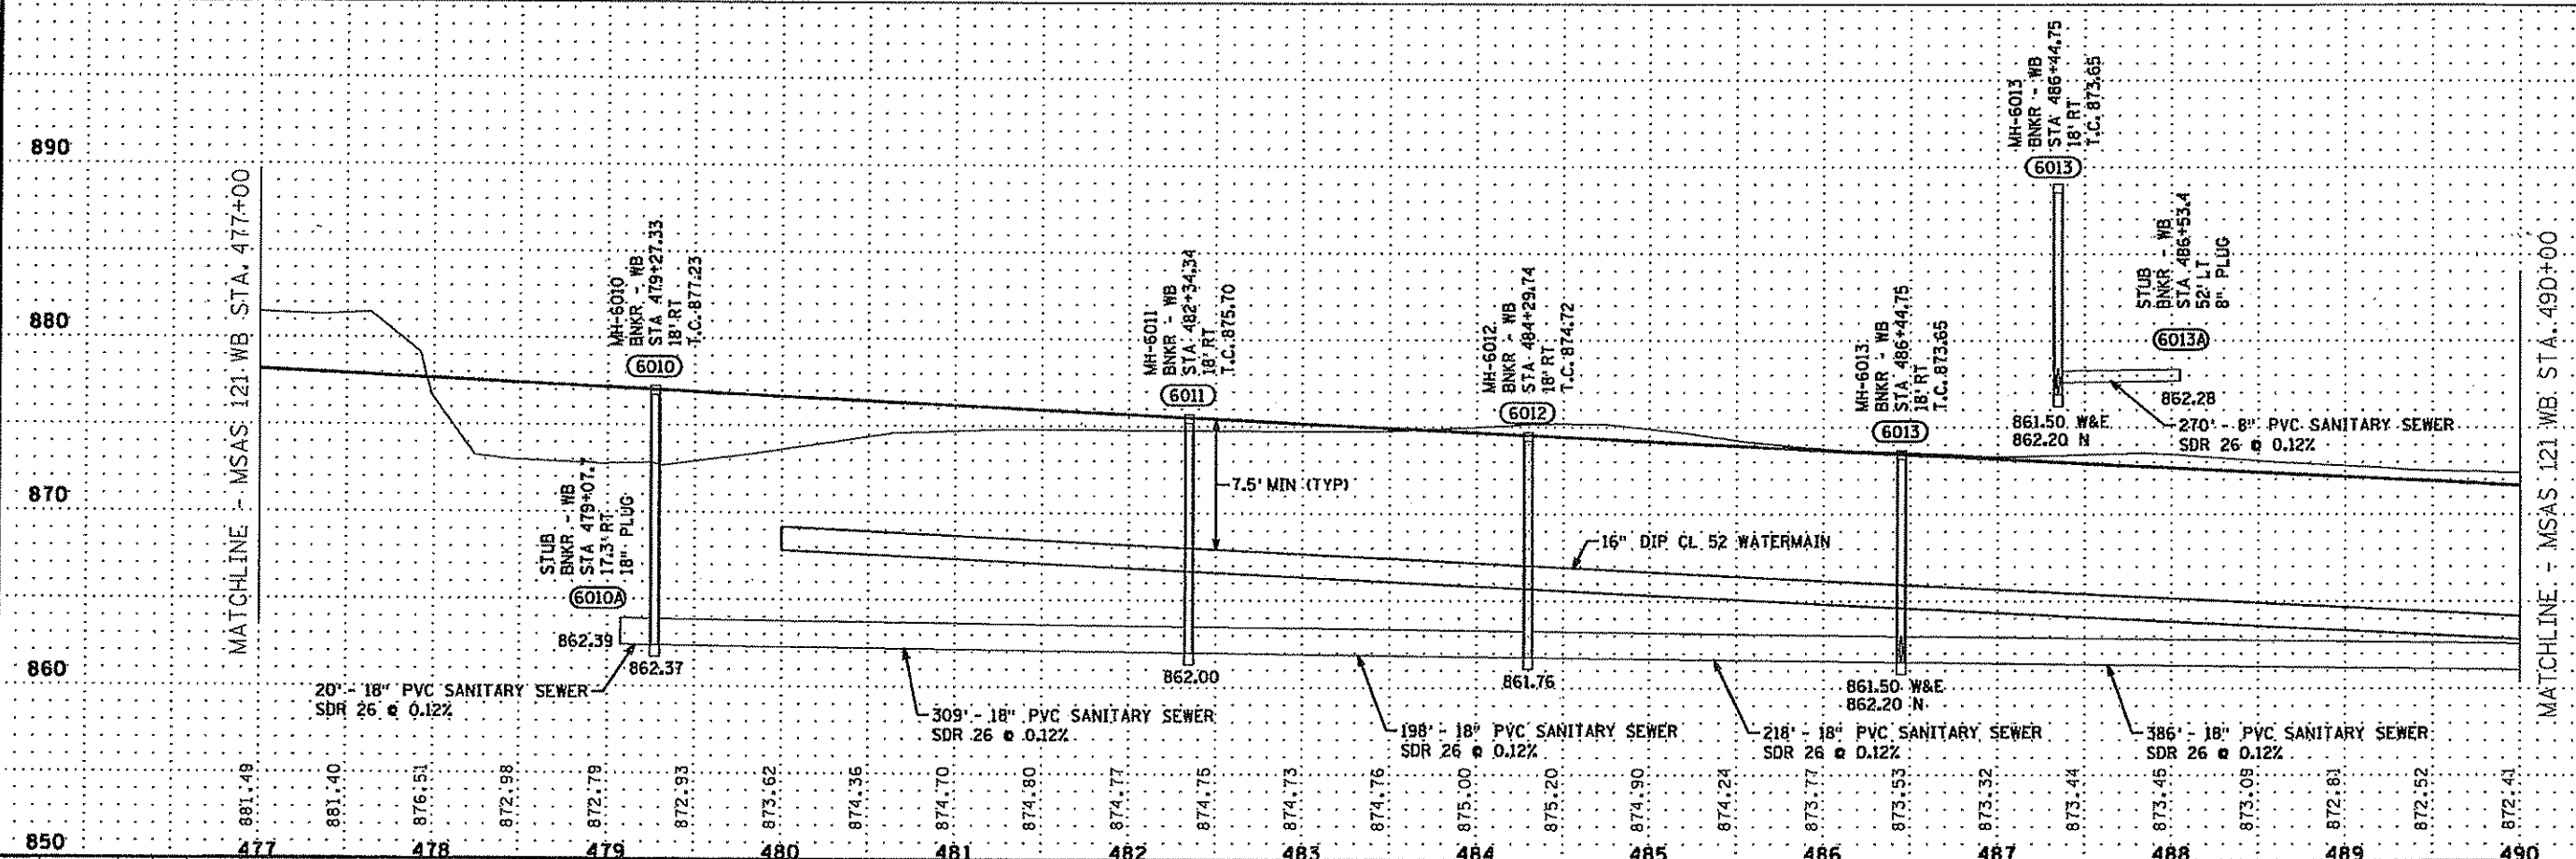 890
880
870
860
850
MATCHLINE - MSAS 121 WB STA. 477+00
MH-6010
BNKR - WB
STA 479+27.33
18' RT
T.C. 877.23
6010
STUB
BNKR - WB
STA 479+07.7
17.3' RT
18" PLUG
6010A
862.39
862.37
20' - 18" PVC SANITARY SEWER
SDR 26 @ 0.12%
309' - 18" PVC SANITARY SEWER
SDR 26 @ 0.12%
MH-6011
BNKR - WB
STA 482+34.34
18' RT
T.C. 875.70
6011
7.5' MIN (TYP)
862.00
198' - 18" PVC SANITARY SEWER
SDR 26 @ 0.12%
MH-6012
BNKR - WB
STA 484+29.74
18' RT
T.C. 874.72
6012
16" DIP CL 52 WATERMAIN
861.76
218' - 18" PVC SANITARY SEWER
SDR 26 @ 0.12%
MH-6013
BNKR - WB
STA 486+44.75
18' RT
T.C. 873.65
6013
861.50 W&E
862.20 N
386' - 18" PVC SANITARY SEWER
SDR 26 @ 0.12%
MH-6013
BNKR - WB
STA 486+44.75
18' RT
T.C. 873.65
6013
861.50 W&E
862.20 N
STUB
BNKR - WB
STA 486+53.4
52' LT
8" PLUG
6013A
862.28
270' - 8" PVC SANITARY SEWER
SDR 26 @ 0.12%
MATCHLINE - MSAS 121 WB STA. 490+00
881.49
881.40
876.51
872.98
872.79
872.93
873.62
874.36
874.70
874.80
874.77
874.75
874.73
874.76
875.00
875.20
874.90
874.24
873.77
873.53
873.32
873.44
873.45
873.09
872.81
872.52
872.41
477
478
479
480
481
482
483
484
485
486
487
488
489
490